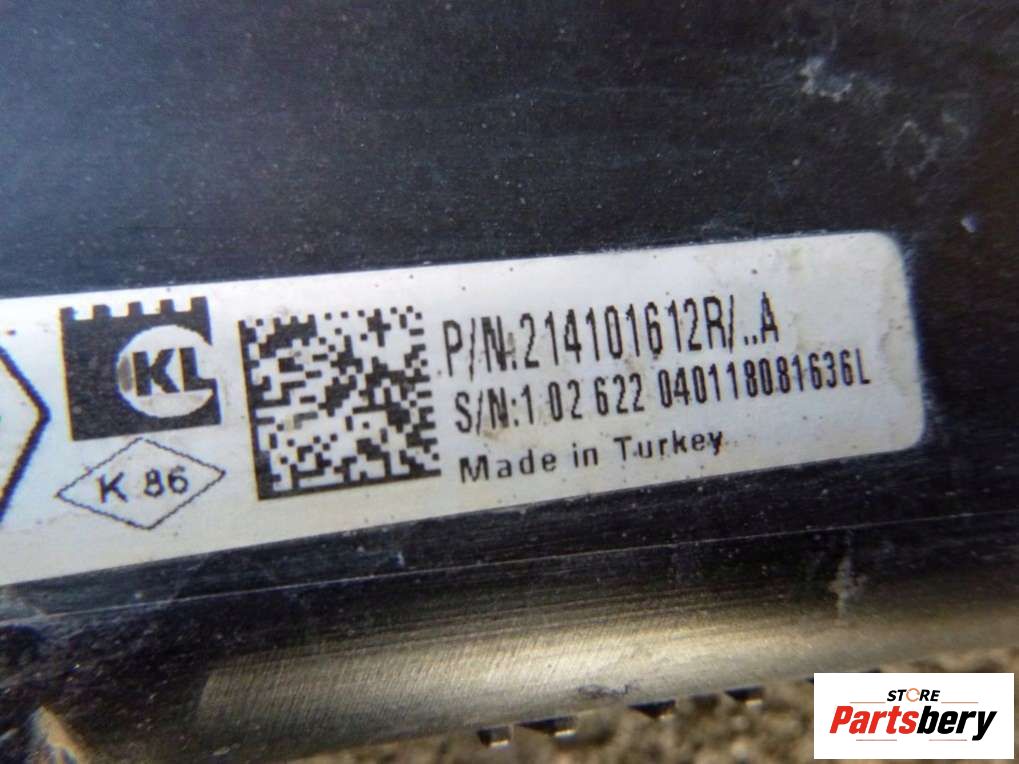 KL
K 86
P/N:214101612R/..A
S/N:1 02 622 040118081636L
Made in Turkey
STORE
Partsbery